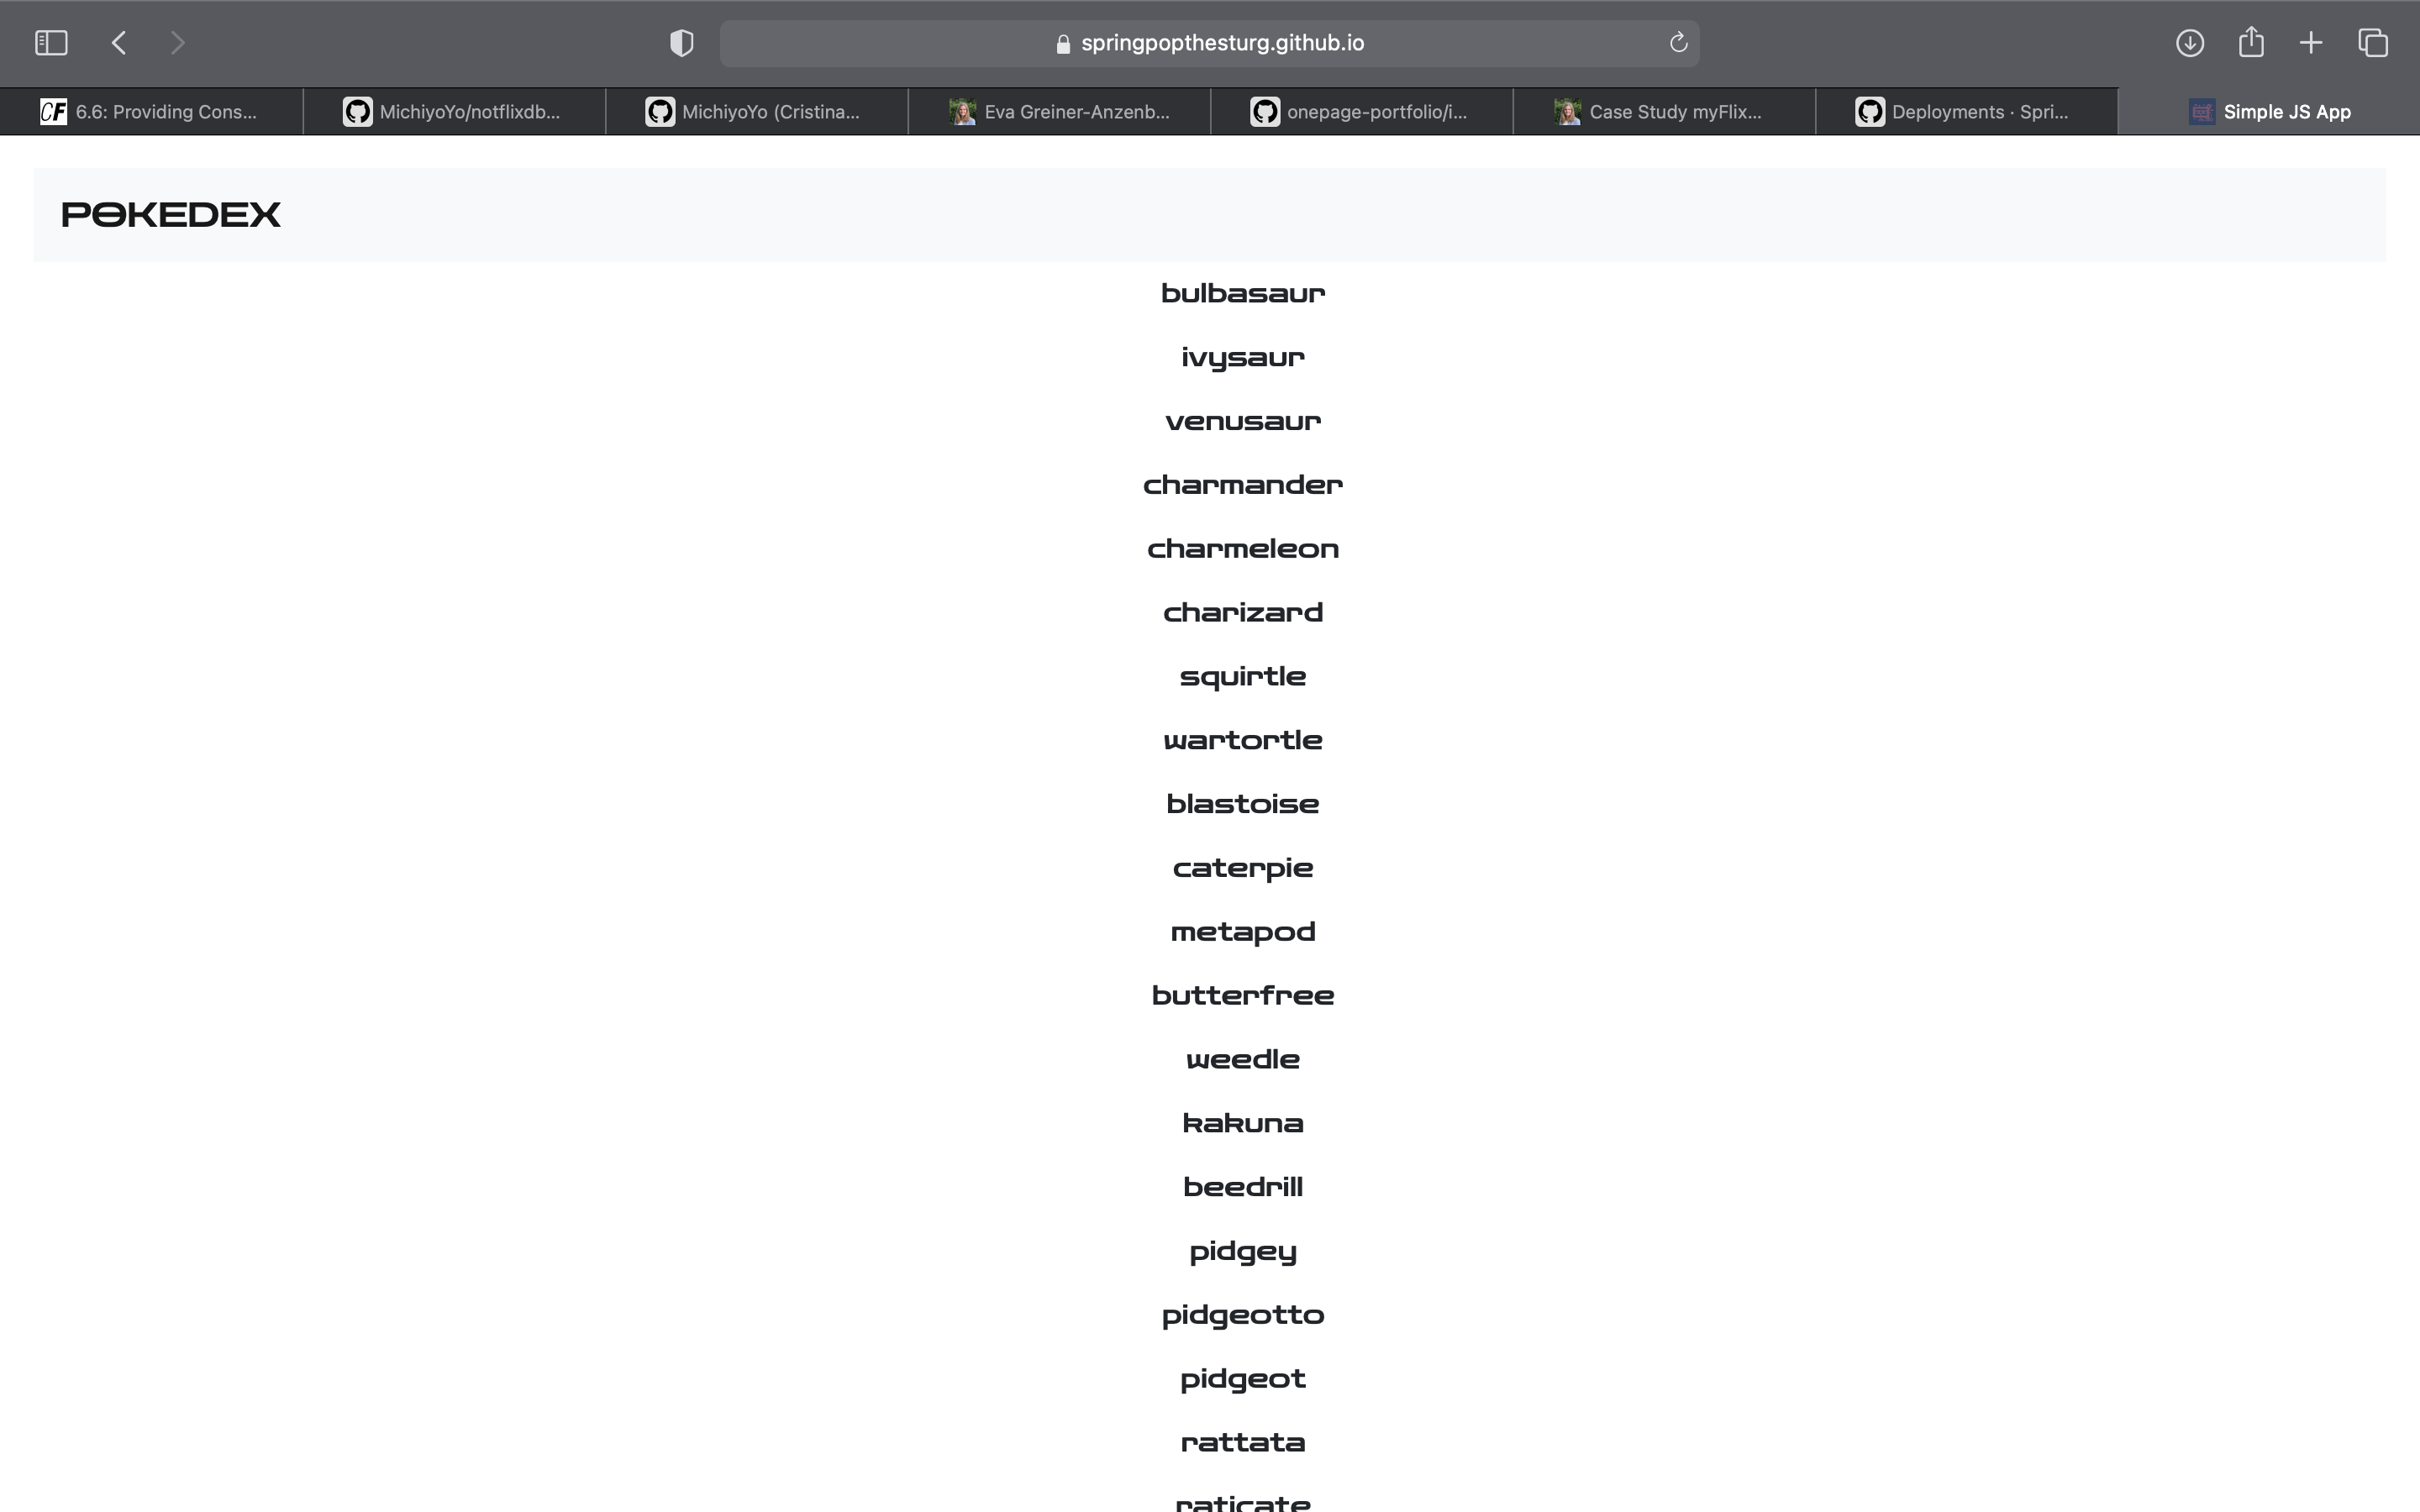 springpopthesturg.github.io
CF 6.6: Providing Cons... MichiyoYo/notflixdb... MichiyoYo (Cristina... Eva Greiner-Anzenb... onepage-portfolio/i... Case Study myFlix... Deployments · Spri... Simple JS App
POKEDEX
bulbasaur
ivysaur
venusaur
charmander
charmeleon
charizard
squirtle
wartortle
blastoise
caterpie
metapod
butterfree
weedle
kakuna
beedrill
pidgey
pidgeotto
pidgeot
rattata
raticate